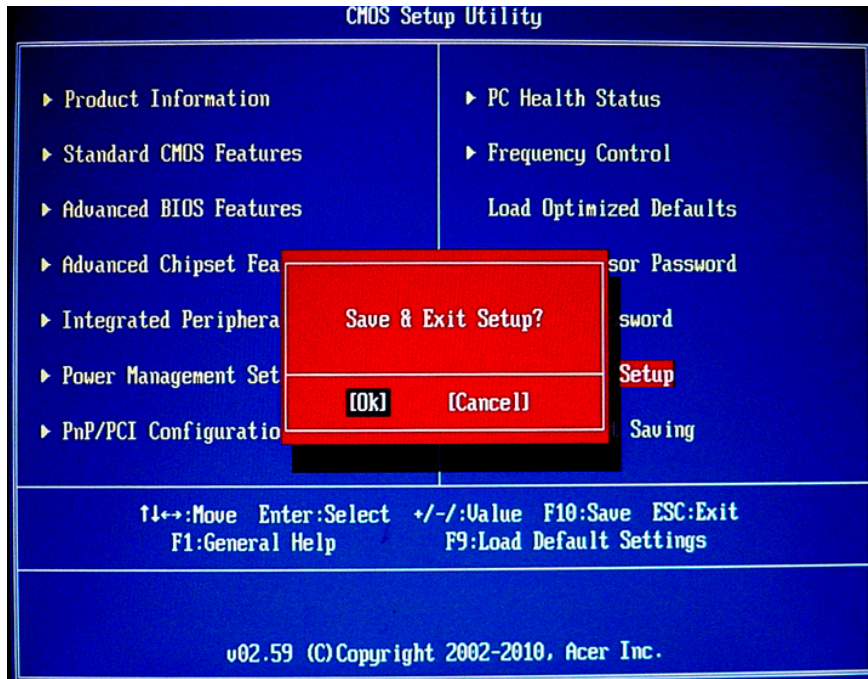 CMOS Setup Utility
Product Information
Standard CMOS Features
Advanced BIOS Features
Advanced Chipset Fea
Integrated Periphera
Power Management Set
PnP/PCI Configuratio
PC Health Status
Frequency Control
Load Optimized Defaults
sor Password
sword
Setup
Saving
Save & Exit Setup?
[Ok] [Cancel]
↑↓←→:Move Enter:Select +/-/:Value F10:Save ESC:Exit
F1:General Help F9:Load Default Settings
v02.59 (C)Copyright 2002-2010, Acer Inc.